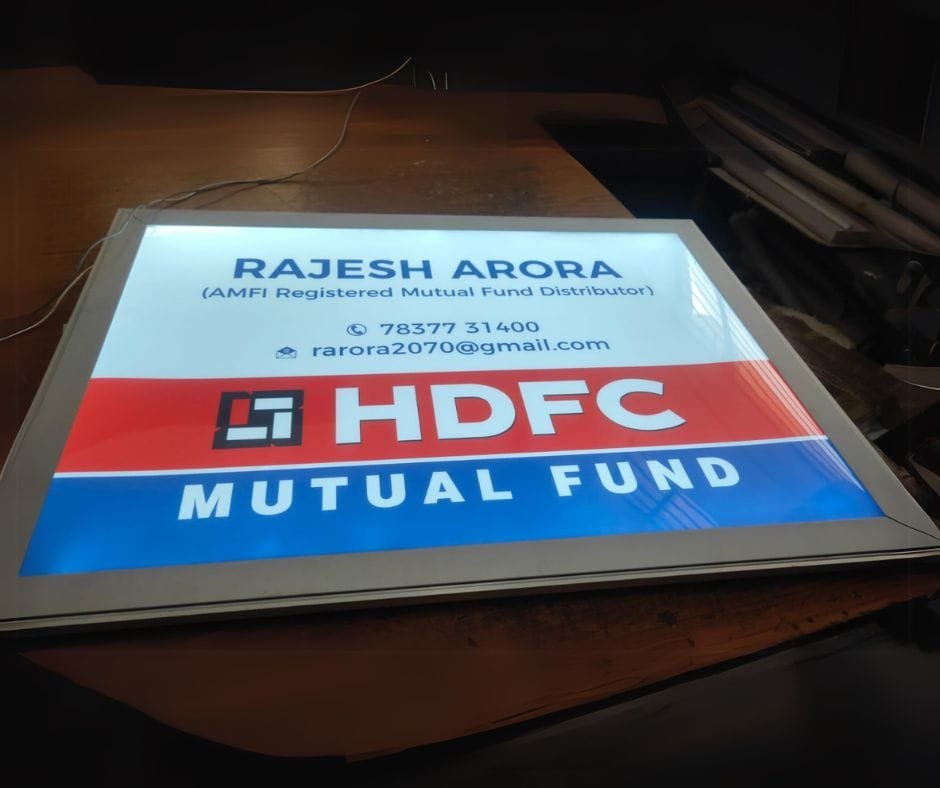 RAJESH ARORA
(AMFI Registered Mutual Fund Distributor)
78377 31400
rarora2070@gmail.com
HDFC
MUTUAL FUND